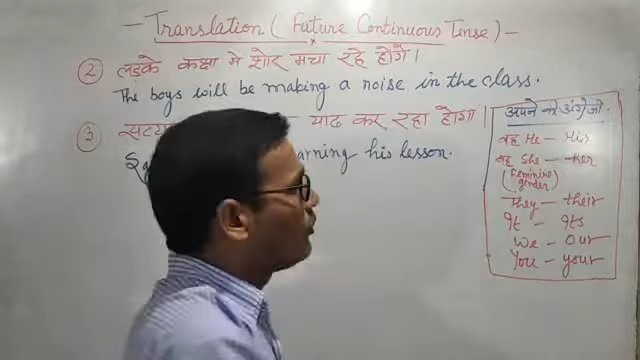 - Translation ( Future Continuous Tense ) -
② लड़के कक्षा में शोर मचा रहे होंगे।
The boys will be making a noise in the class.
③ याद कर रहा होगा।
his lesson.
अपने की अंग्रेजी
वह He - His
वह She - Her
(Feminine gender)
They - their
It - Its
We - Our
You - your